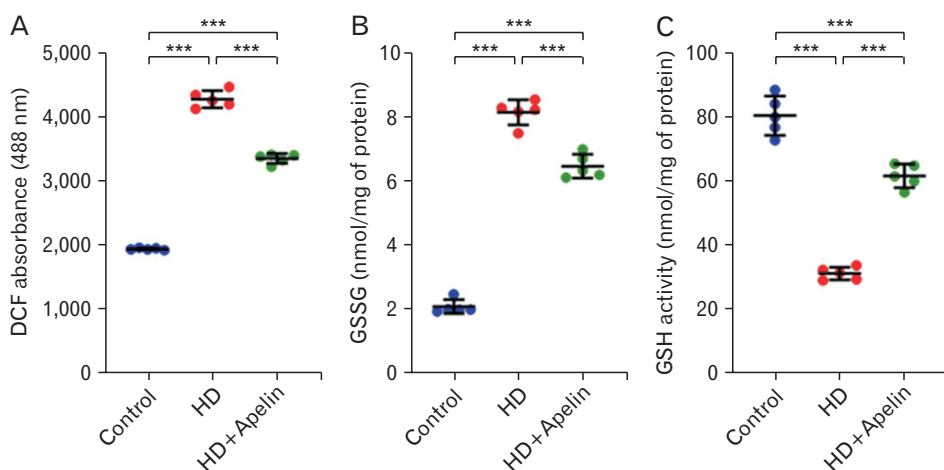 A
***
*** ***
DCF absorbance (488 nm)
5,000
4,000
3,000
2,000
1,000
0
Control
HD
HD+Apelin
B
***
*** ***
GSSG (nmol/mg of protein)
10
8
6
4
2
0
Control
HD
HD+Apelin
C
***
*** ***
GSH activity (nmol/mg of protein)
100
80
60
40
20
0
Control
HD
HD+Apelin